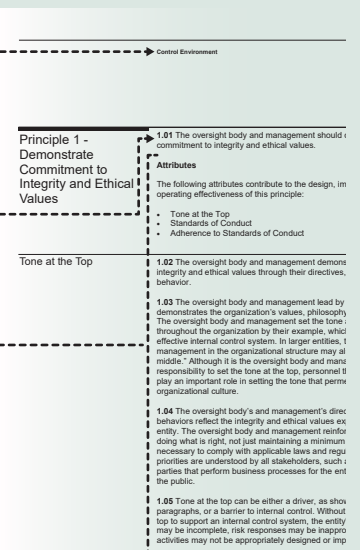 Control Environment
Principle 1 -
Demonstrate
Commitment to
Integrity and Ethical
Values
1.01 The oversight body and management should
commitment to integrity and ethical values.
Attributes
The following attributes contribute to the design, im
operating effectiveness of this principle:
• Tone at the Top
• Standards of Conduct
• Adherence to Standards of Conduct
Tone at the Top
1.02 The oversight body and management demons
integrity and ethical values through their directives,
behavior.
1.03 The oversight body and management lead by
demonstrates the organization's values, philosophy
The oversight body and management set the tone
throughout the organization by their example, whic
effective internal control system. In larger entities, t
management in the organizational structure may al
middle." Although it is the oversight body and mana
responsibility to set the tone at the top, personnel t
play an important role in setting the tone that perme
organizational culture.
1.04 The oversight body's and management's direc
behaviors reflect the integrity and ethical values ex
entity. The oversight body and management reinfor
doing what is right, not just maintaining a minimum
necessary to comply with applicable laws and regu
priorities are understood by all stakeholders, such
parties that perform business processes for the ent
the public.
1.05 Tone at the top can be either a driver, as show
paragraphs, or a barrier to internal control. Without
top to support an internal control system, the entity
may be incomplete, risk responses may be inappro
activities may not be appropriately designed or imp